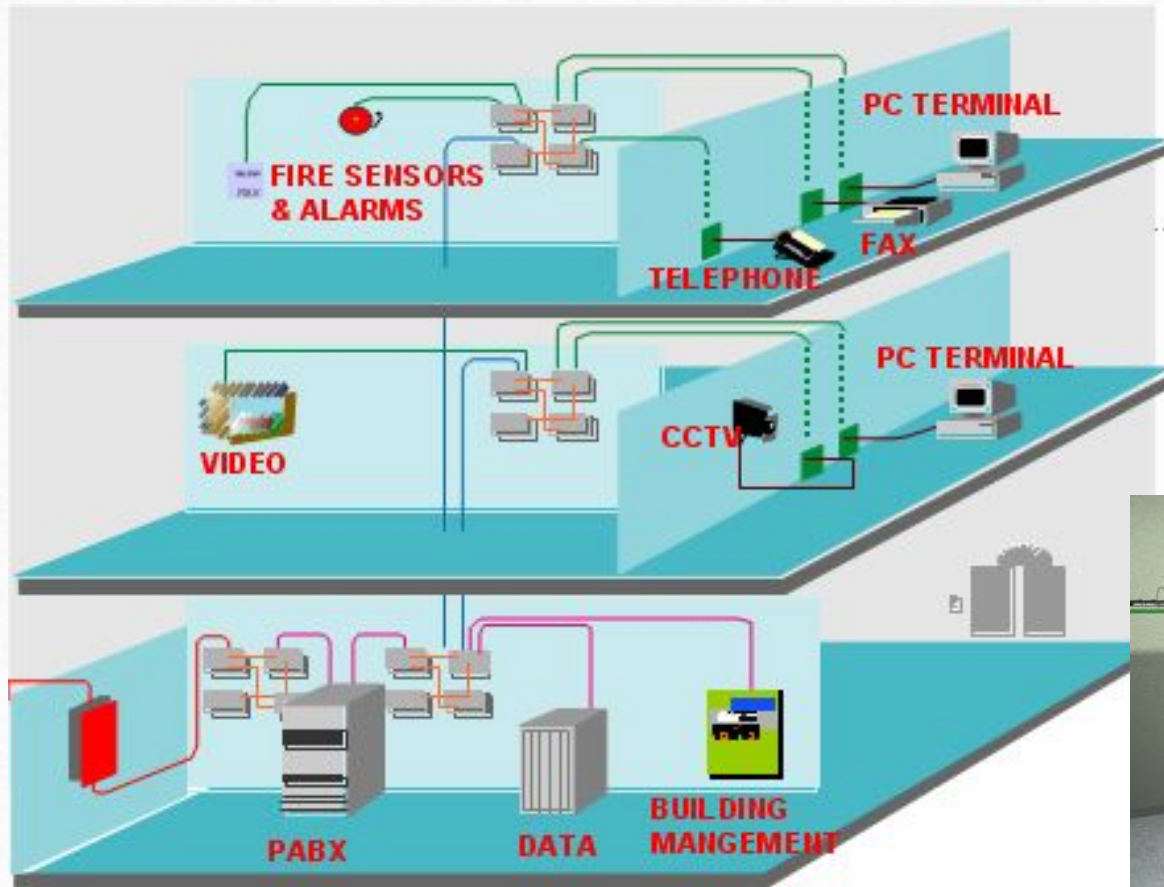 PC TERMINAL
FIRE SENSORS
& ALARMS
FAX
TELEPHONE
PC TERMINAL
CCTV
VIDEO
BUILDING
MANGEMENT
DATA
PABX